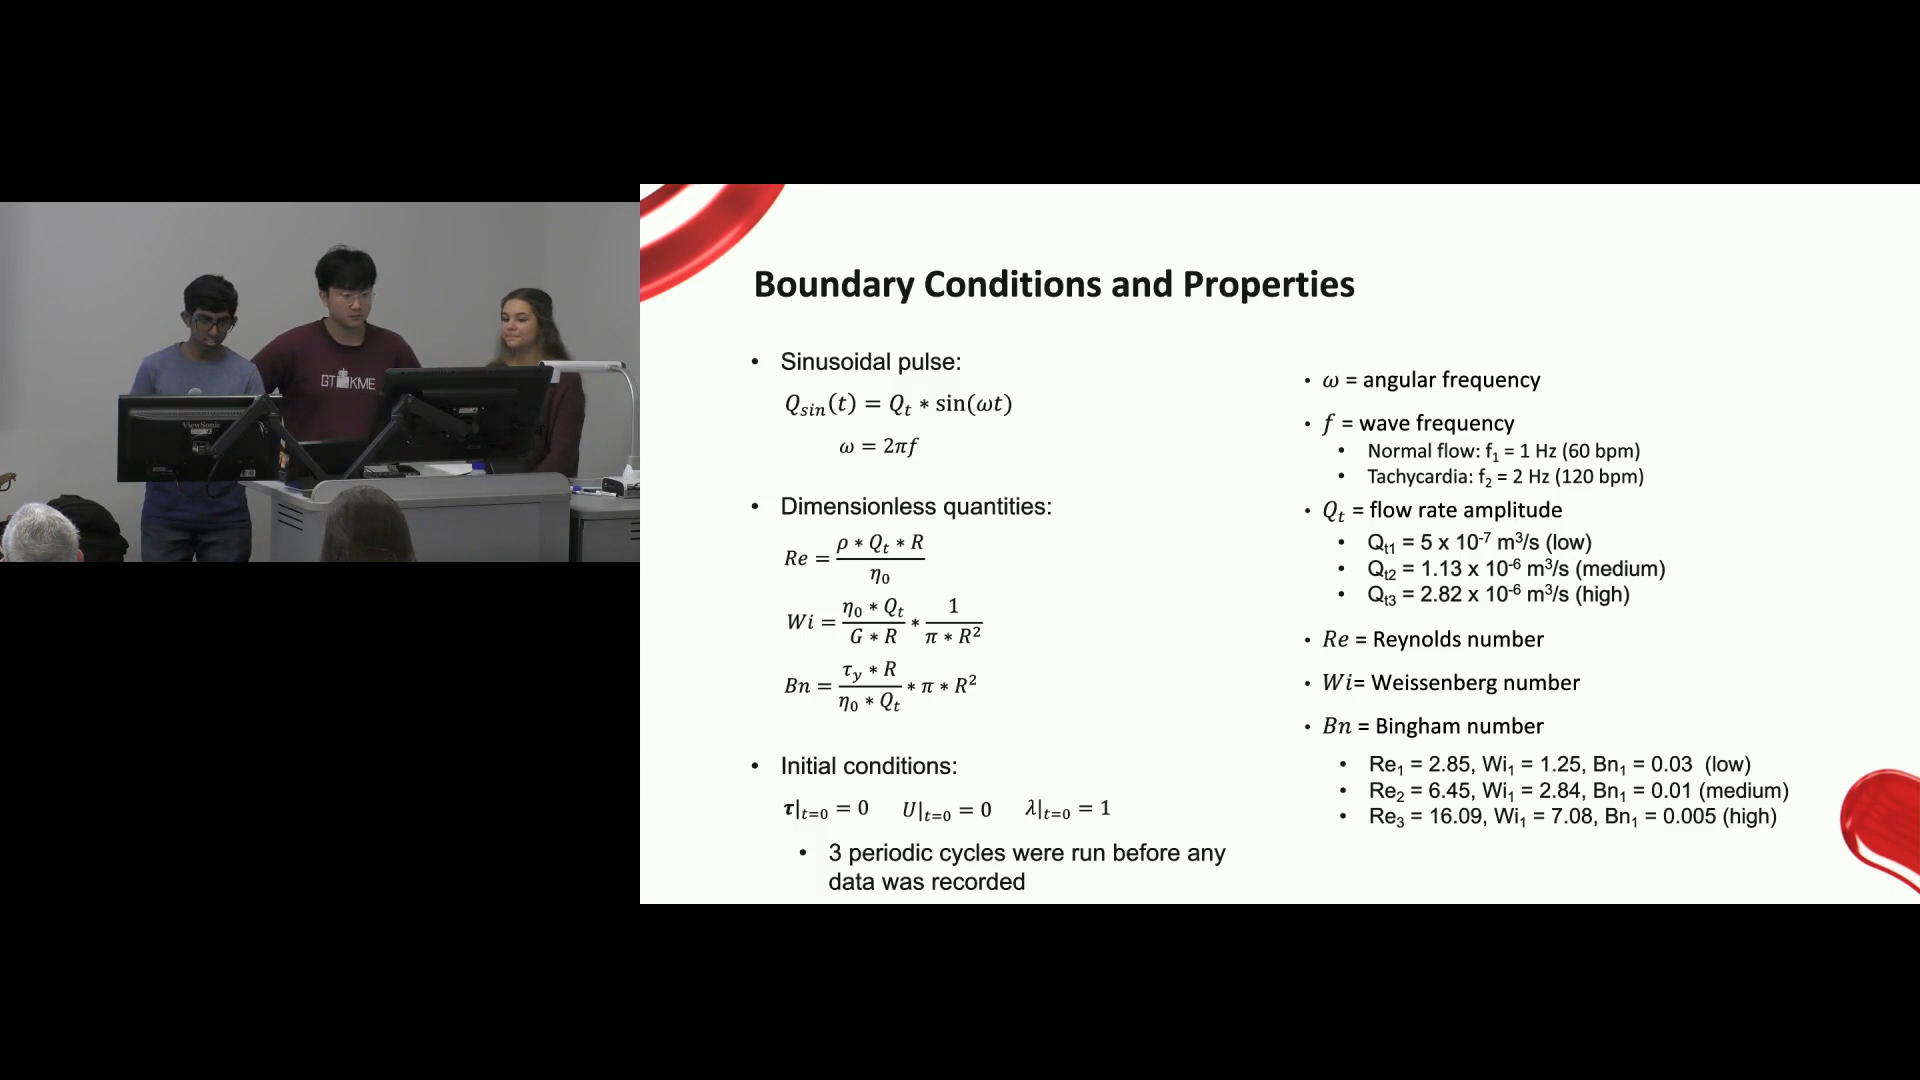 GT KME
ViewSonic
Boundary Conditions and Properties
• Sinusoidal pulse:
Q_sin(t) = Q_t * sin(ωt)
ω = 2πf
• Dimensionless quantities:
Re = (ρ * Q_t * R) / η_0
Wi = (η_0 * Q_t) / (G * R) * 1 / (π * R²)
Bn = (τ_y * R) / (η_0 * Q_t) * π * R²
• Initial conditions:
τ|_{t=0} = 0 U|_{t=0} = 0 λ|_{t=0} = 1
• 3 periodic cycles were run before any
data was recorded
• ω = angular frequency
• f = wave frequency
• Normal flow: f₁ = 1 Hz (60 bpm)
• Tachycardia: f₂ = 2 Hz (120 bpm)
• Q_t = flow rate amplitude
• Q_t1 = 5 x 10⁻⁷ m³/s (low)
• Q_t2 = 1.13 x 10⁻⁶ m³/s (medium)
• Q_t3 = 2.82 x 10⁻⁶ m³/s (high)
• Re = Reynolds number
• Wi= Weissenberg number
• Bn = Bingham number
• Re₁ = 2.85, Wi₁ = 1.25, Bn₁ = 0.03 (low)
• Re₂ = 6.45, Wi₁ = 2.84, Bn₁ = 0.01 (medium)
• Re₃ = 16.09, Wi₁ = 7.08, Bn₁ = 0.005 (high)